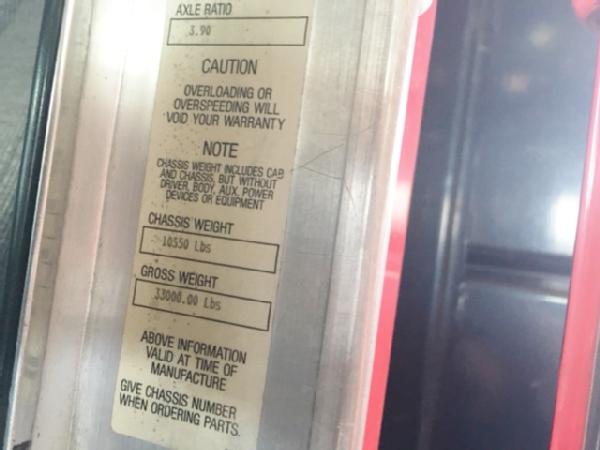 AXLE RATIO
3.90
CAUTION
OVERLOADING OR
OVERSPEEDING WILL
VOID YOUR WARRANTY
NOTE
CHASSIS WEIGHT INCLUDES CAB
AND CHASSIS, BUT WITHOUT
DRIVER, BODY, AUX. POWER
DEVICES OR EQUIPMENT
CHASSIS WEIGHT
10550 Lbs
GROSS WEIGHT
33000.00 Lbs
ABOVE INFORMATION
VALID AT TIME OF
MANUFACTURE
GIVE CHASSIS NUMBER
WHEN ORDERING PARTS.